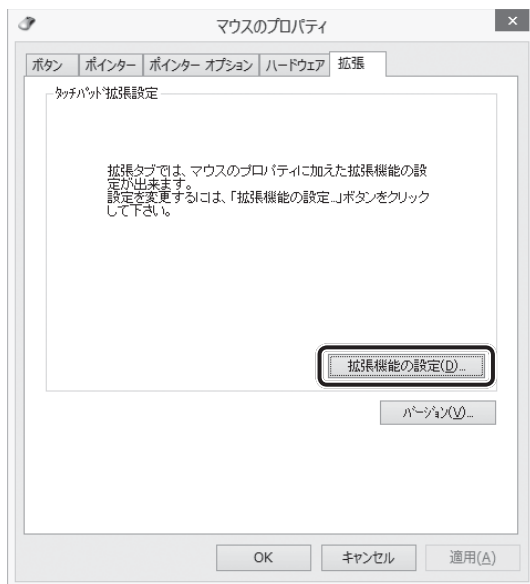 マウスのプロパティ
×
ボタン ポインター ポインター オプション ハードウェア 拡張
タッチパッド拡張設定
拡張タブでは、マウスのプロパティに加えた拡張機能の設
定が出来ます。
設定を変更するには、「拡張機能の設定...」ボタンをクリック
して下さい。
拡張機能の設定(D)...
バージョン(V)...
OK キャンセル 適用(A)